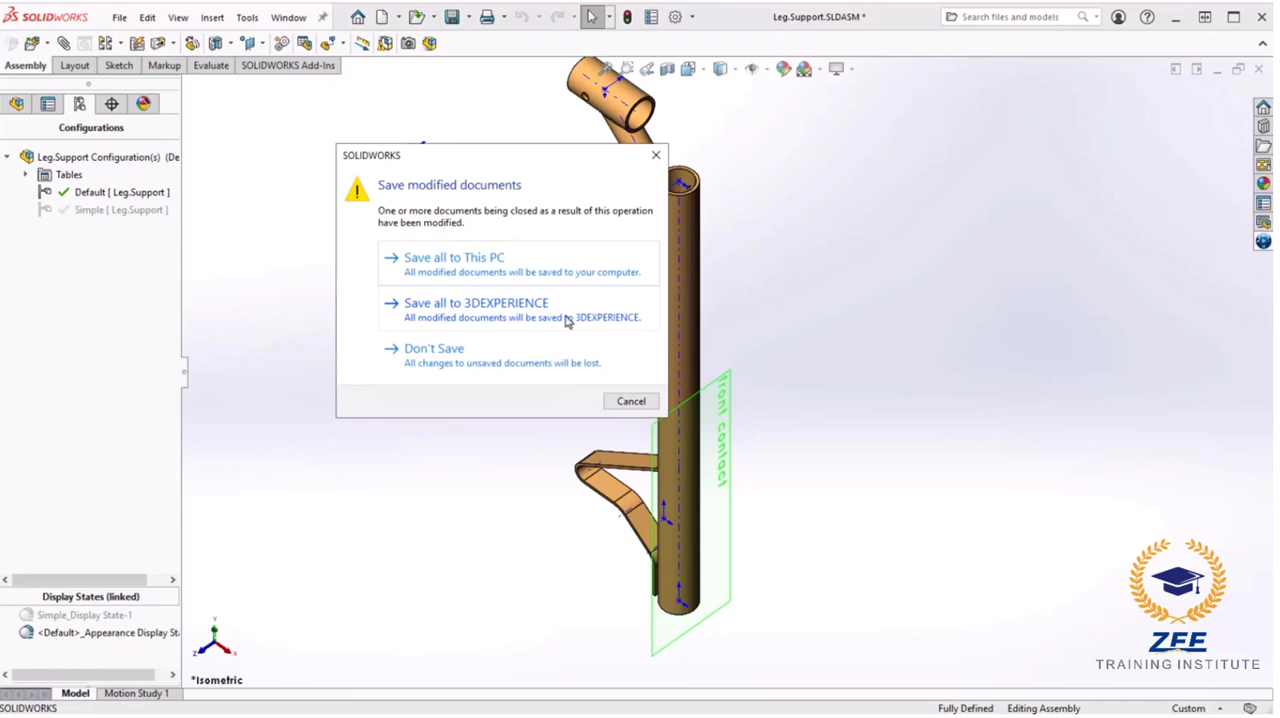 SOLIDWORKS File Edit View Insert Tools Window Leg.Support.SLDASM * Search files and models
Assembly Layout Sketch Markup Evaluate SOLIDWORKS Add-Ins
Configurations
Leg.Support Configuration(s) (De
Tables
Default [ Leg.Support ]
Simple [ Leg.Support ]
SOLIDWORKS
Save modified documents
One or more documents being closed as a result of this operation
have been modified.
Save all to This PC
All modified documents will be saved to your computer.
Save all to 3DEXPERIENCE
All modified documents will be saved to 3DEXPERIENCE.
Don't Save
All changes to unsaved documents will be lost.
Cancel
front contact
Display States (linked)
Simple_Display State-1
<Default>_Appearance Display Sta
Y
Z
X
*Isometric
ZFE
TRAINING INSTITUTE
Model Motion Study 1
SOLIDWORKS Fully Defined Editing Assembly Custom